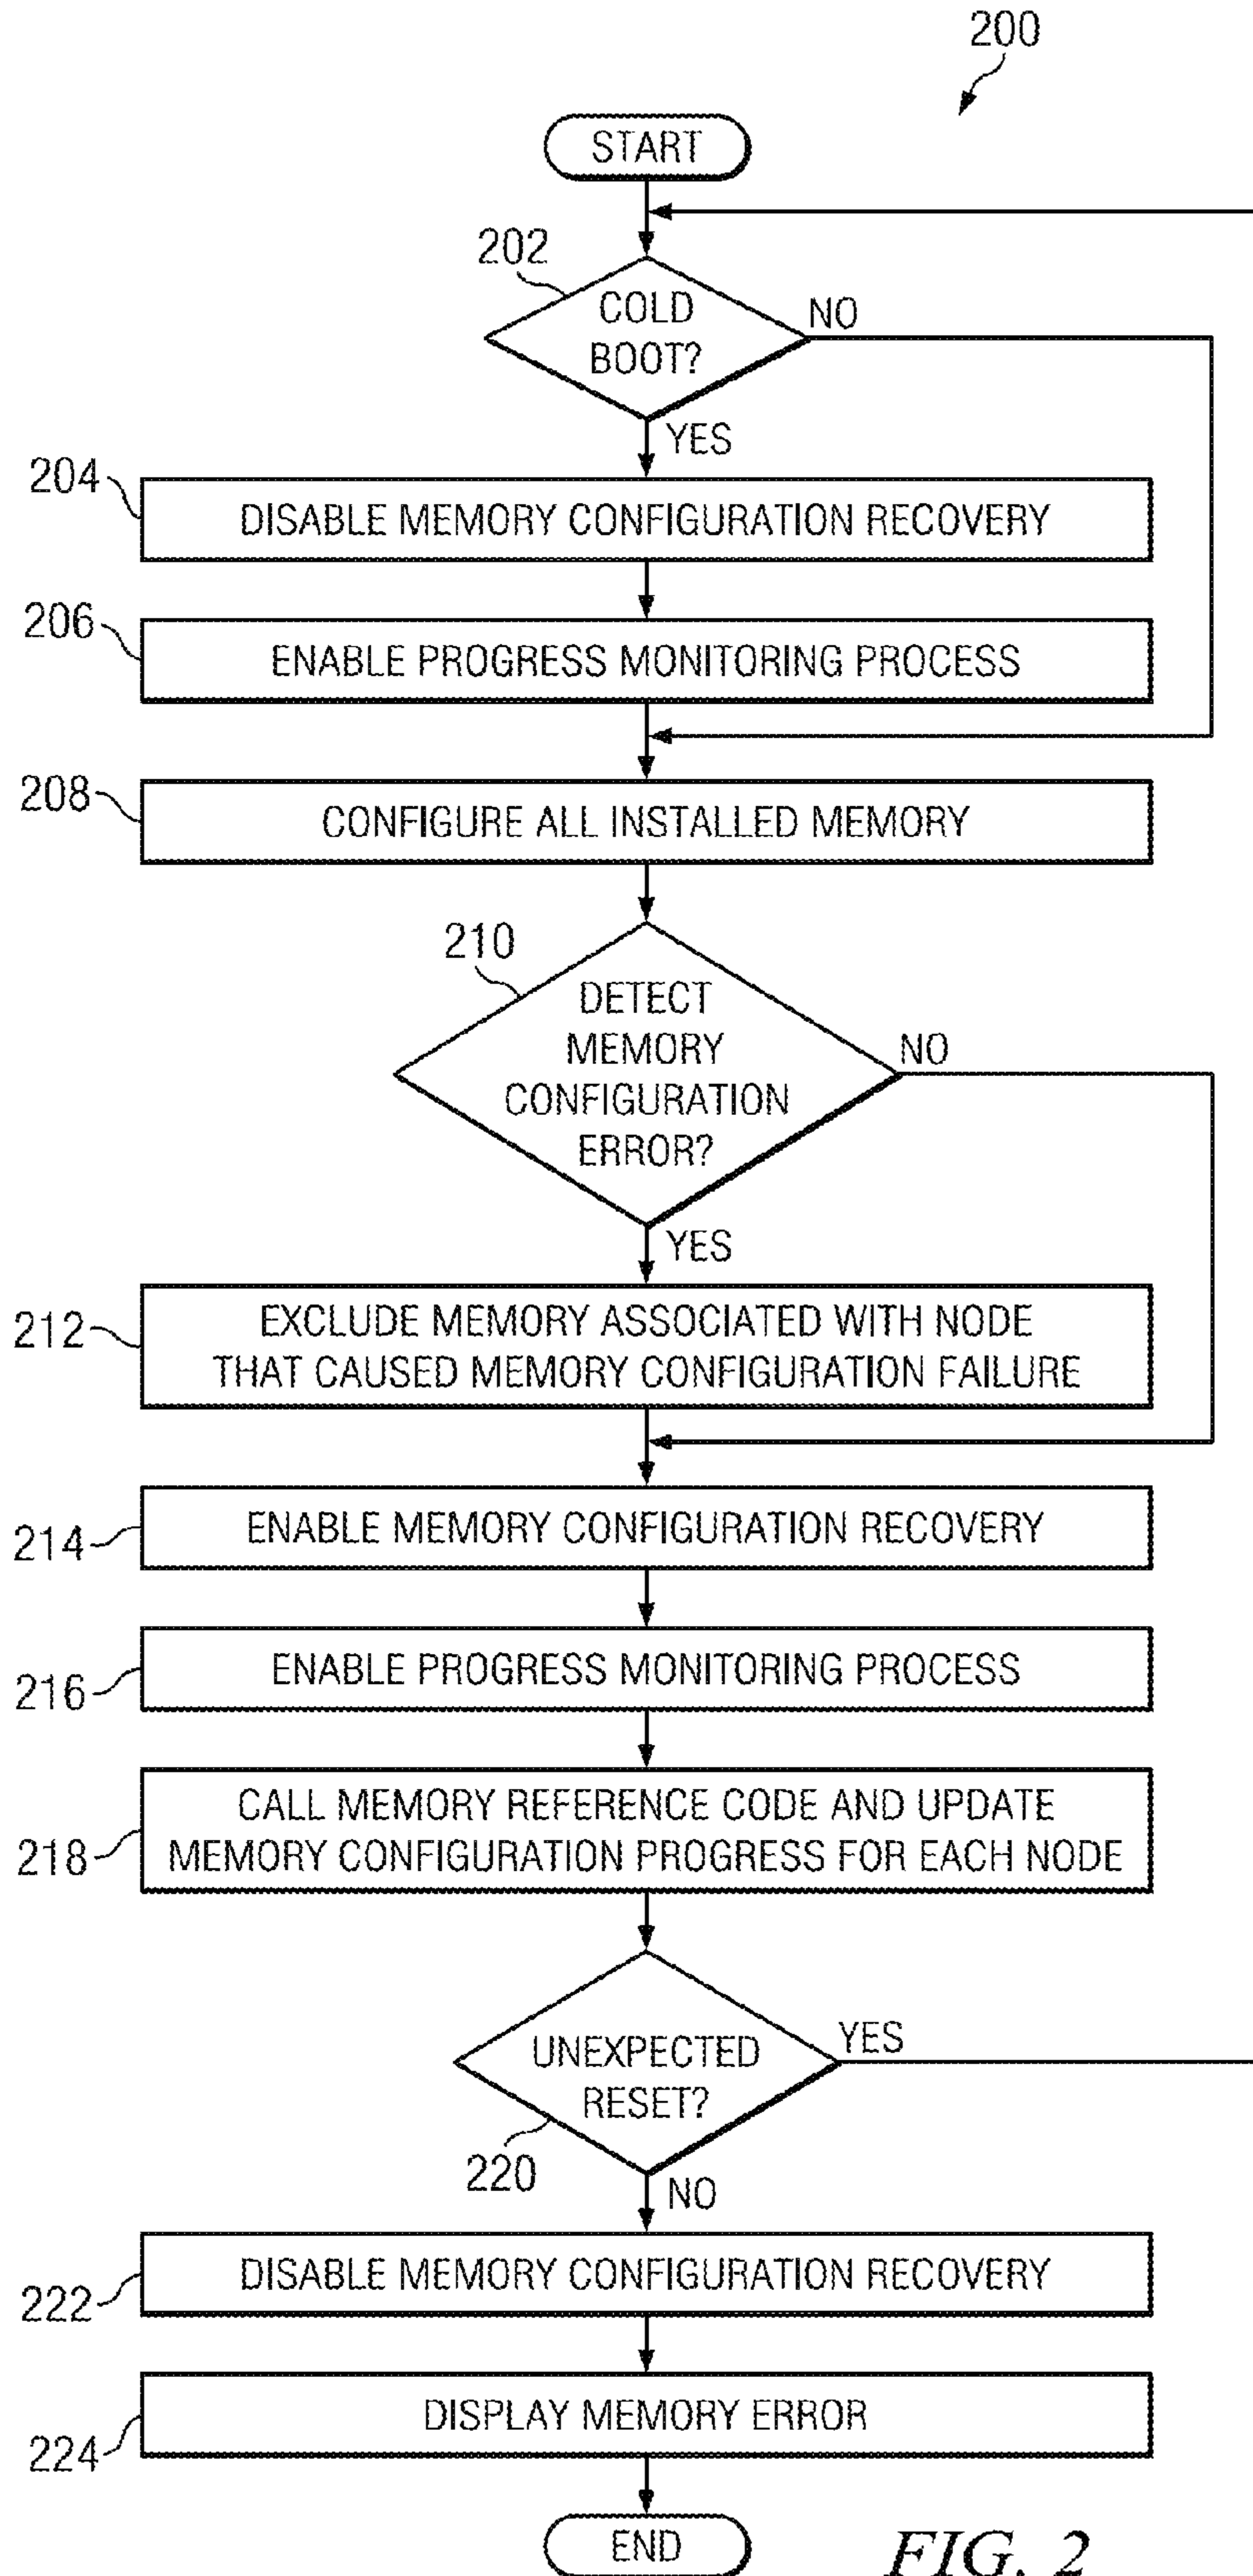 200
START
202
COLD
BOOT?
NO
YES
204
DISABLE MEMORY CONFIGURATION RECOVERY
206
ENABLE PROGRESS MONITORING PROCESS
208
CONFIGURE ALL INSTALLED MEMORY
210
DETECT
MEMORY
CONFIGURATION
ERROR?
NO
YES
212
EXCLUDE MEMORY ASSOCIATED WITH NODE
THAT CAUSED MEMORY CONFIGURATION FAILURE
214
ENABLE MEMORY CONFIGURATION RECOVERY
216
ENABLE PROGRESS MONITORING PROCESS
218
CALL MEMORY REFERENCE CODE AND UPDATE
MEMORY CONFIGURATION PROGRESS FOR EACH NODE
UNEXPECTED
RESET?
YES
220
NO
222
DISABLE MEMORY CONFIGURATION RECOVERY
224
DISPLAY MEMORY ERROR
END
FIG. 2